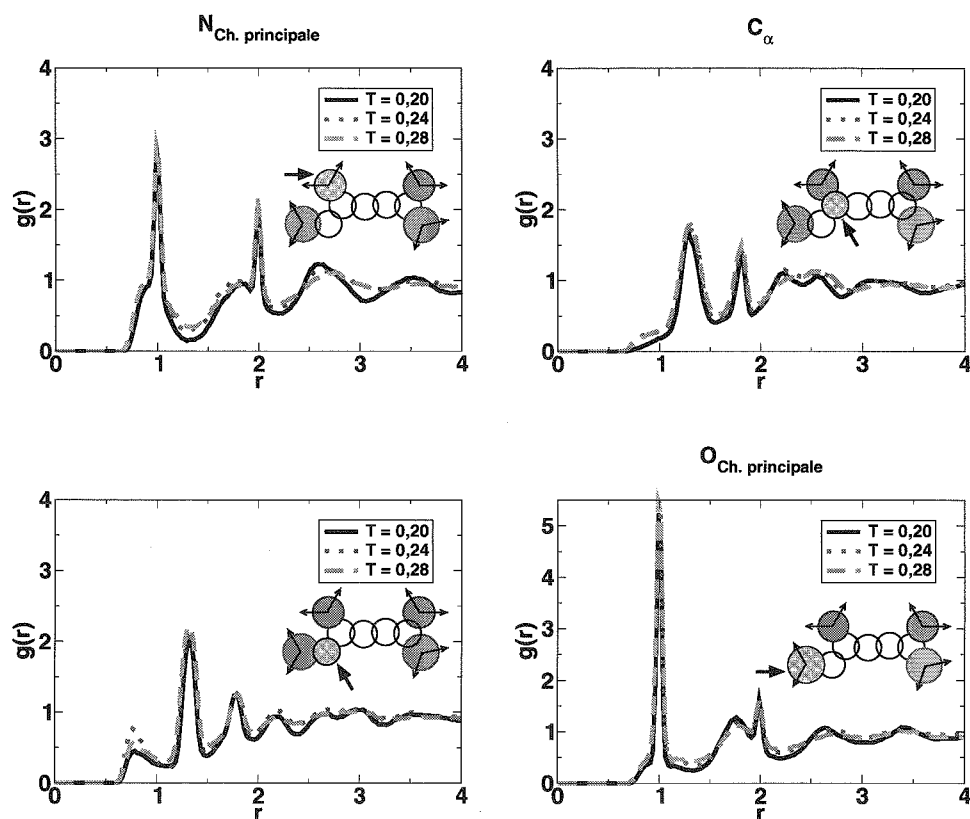 N Ch. principale
C α
4
3
2
1
0
g(r)
T = 0,20
T = 0,24
T = 0,28
0 1 2 3 4
r
4
3
2
1
0
g(r)
T = 0,20
T = 0,24
T = 0,28
0 1 2 3 4
r
O Ch. principale
4
3
2
1
0
g(r)
T = 0,20
T = 0,24
T = 0,28
0 1 2 3 4
r
5
4
3
2
1
0
g(r)
T = 0,20
T = 0,24
T = 0,28
0 1 2 3 4
r